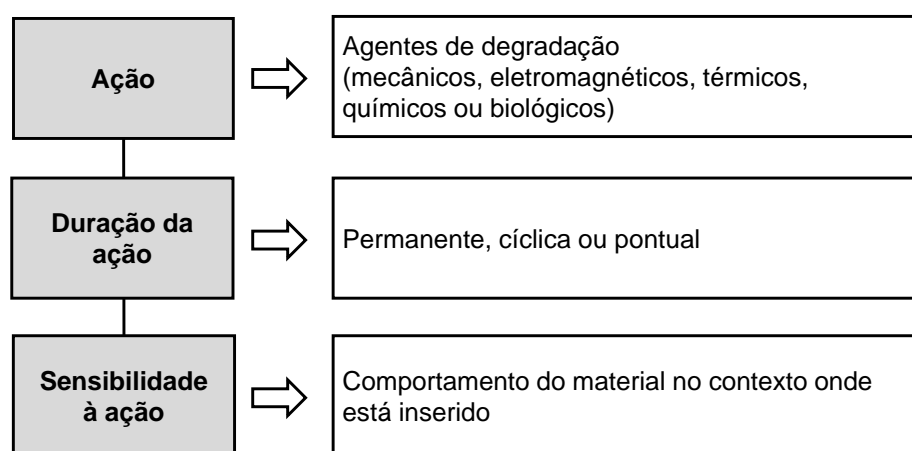 Ação
Agentes de degradação
(mecânicos, eletromagnéticos, térmicos,
químicos ou biológicos)
Duração da
ação
Permanente, cíclica ou pontual
Sensibilidade
à ação
Comportamento do material no contexto onde
está inserido